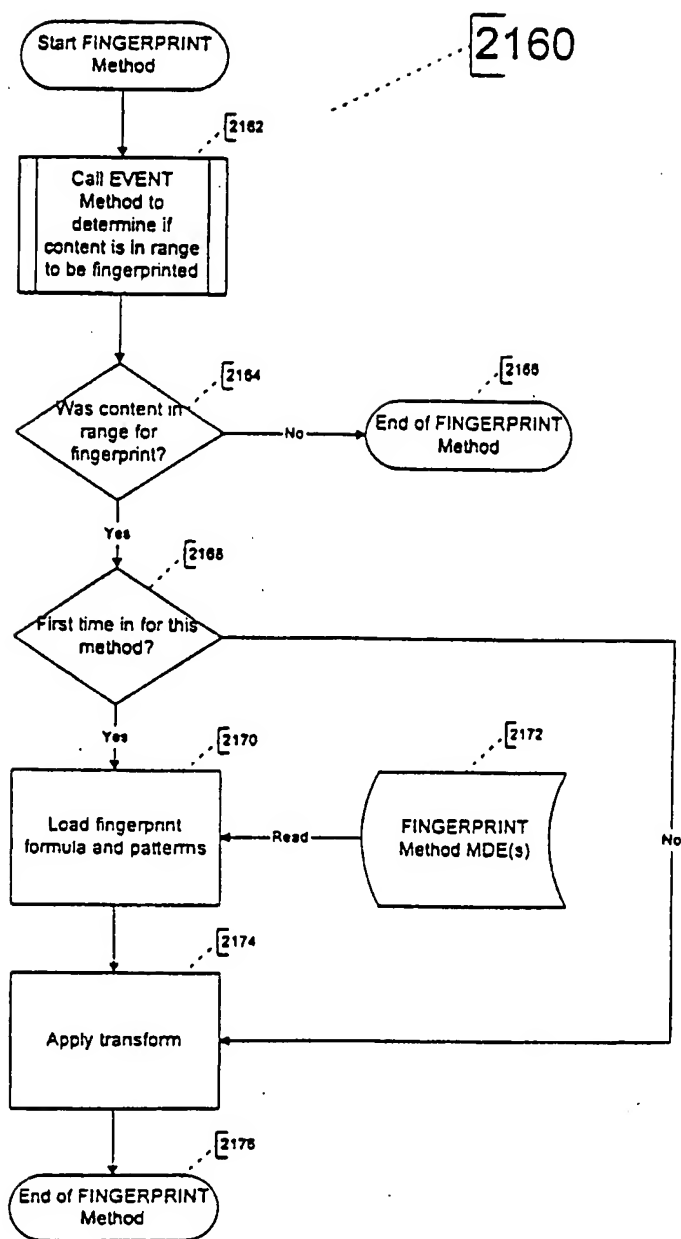 Start FINGERPRINT
Method
2160
2162
Call EVENT
Method to
determine if
content is in range
to be fingerprinted
2164
Was content in
range for
fingerprint?
No
2166
End of FINGERPRINT
Method
Yes
2168
First time in for this
method?
Yes
2170
Load fingerprint
formula and patterns
Read
2172
FINGERPRINT
Method MDE(s)
No
2174
Apply transform
2176
End of FINGERPRINT
Method